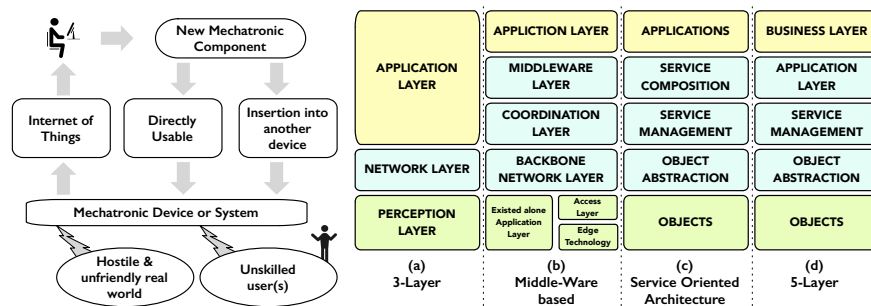 New Mechatronic
Component
Internet of
Things
Directly
Usable
Insertion into
another
device
Mechatronic Device or System
Hostile &
unfriendly real
world
Unskilled
user(s)
APPLICATION
LAYER
NETWORK LAYER
PERCEPTION
LAYER
(a)
3-Layer
APPLICTION LAYER
MIDDLEWARE
LAYER
COORDINATION
LAYER
BACKBONE
NETWORK LAYER
Existed alone
Application
Layer
Access
Layer
Edge
Technology
(b)
Middle-Ware
based
APPLICATIONS
SERVICE
COMPOSITION
SERVICE
MANAGEMENT
OBJECT
ABSTRACTION
OBJECTS
(c)
Service Oriented
Architecture
BUSINESS LAYER
APPLICATION
LAYER
SERVICE
MANAGEMENT
OBJECT
ABSTRACTION
OBJECTS
(d)
5-Layer